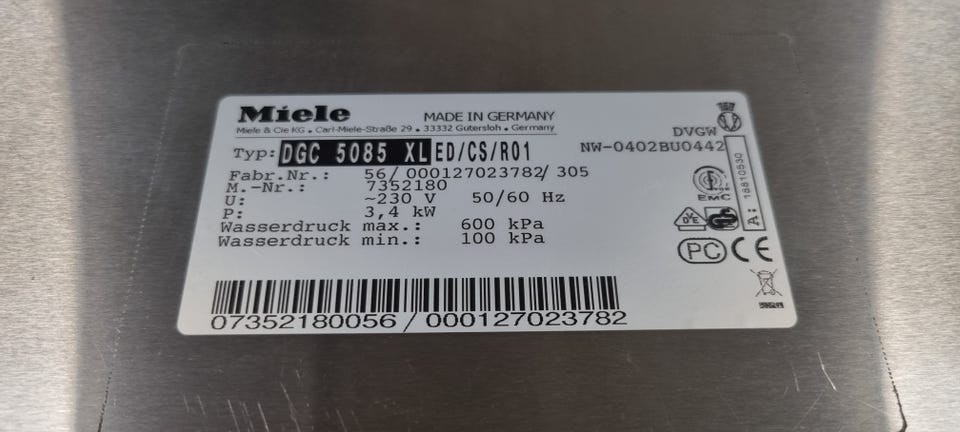 Miele MADE IN GERMANY
Miele & Cie KG . Carl-Miele-Straße 29 . 33332 Gütersloh . Germany
Typ: DGC 5085 XL ED/CS/R01
Fabr.Nr.: 56/000127023782/ 305
M.-Nr.: 7352180
U: ~230 V 50/60 Hz
P: 3,4 kW
Wasserdruck max.: 600 kPa
Wasserdruck min.: 100 kPa
DVGW
NW-0402BU0442
EMC
VDE GS
PC CE
A: 18810530
07352180056/000127023782